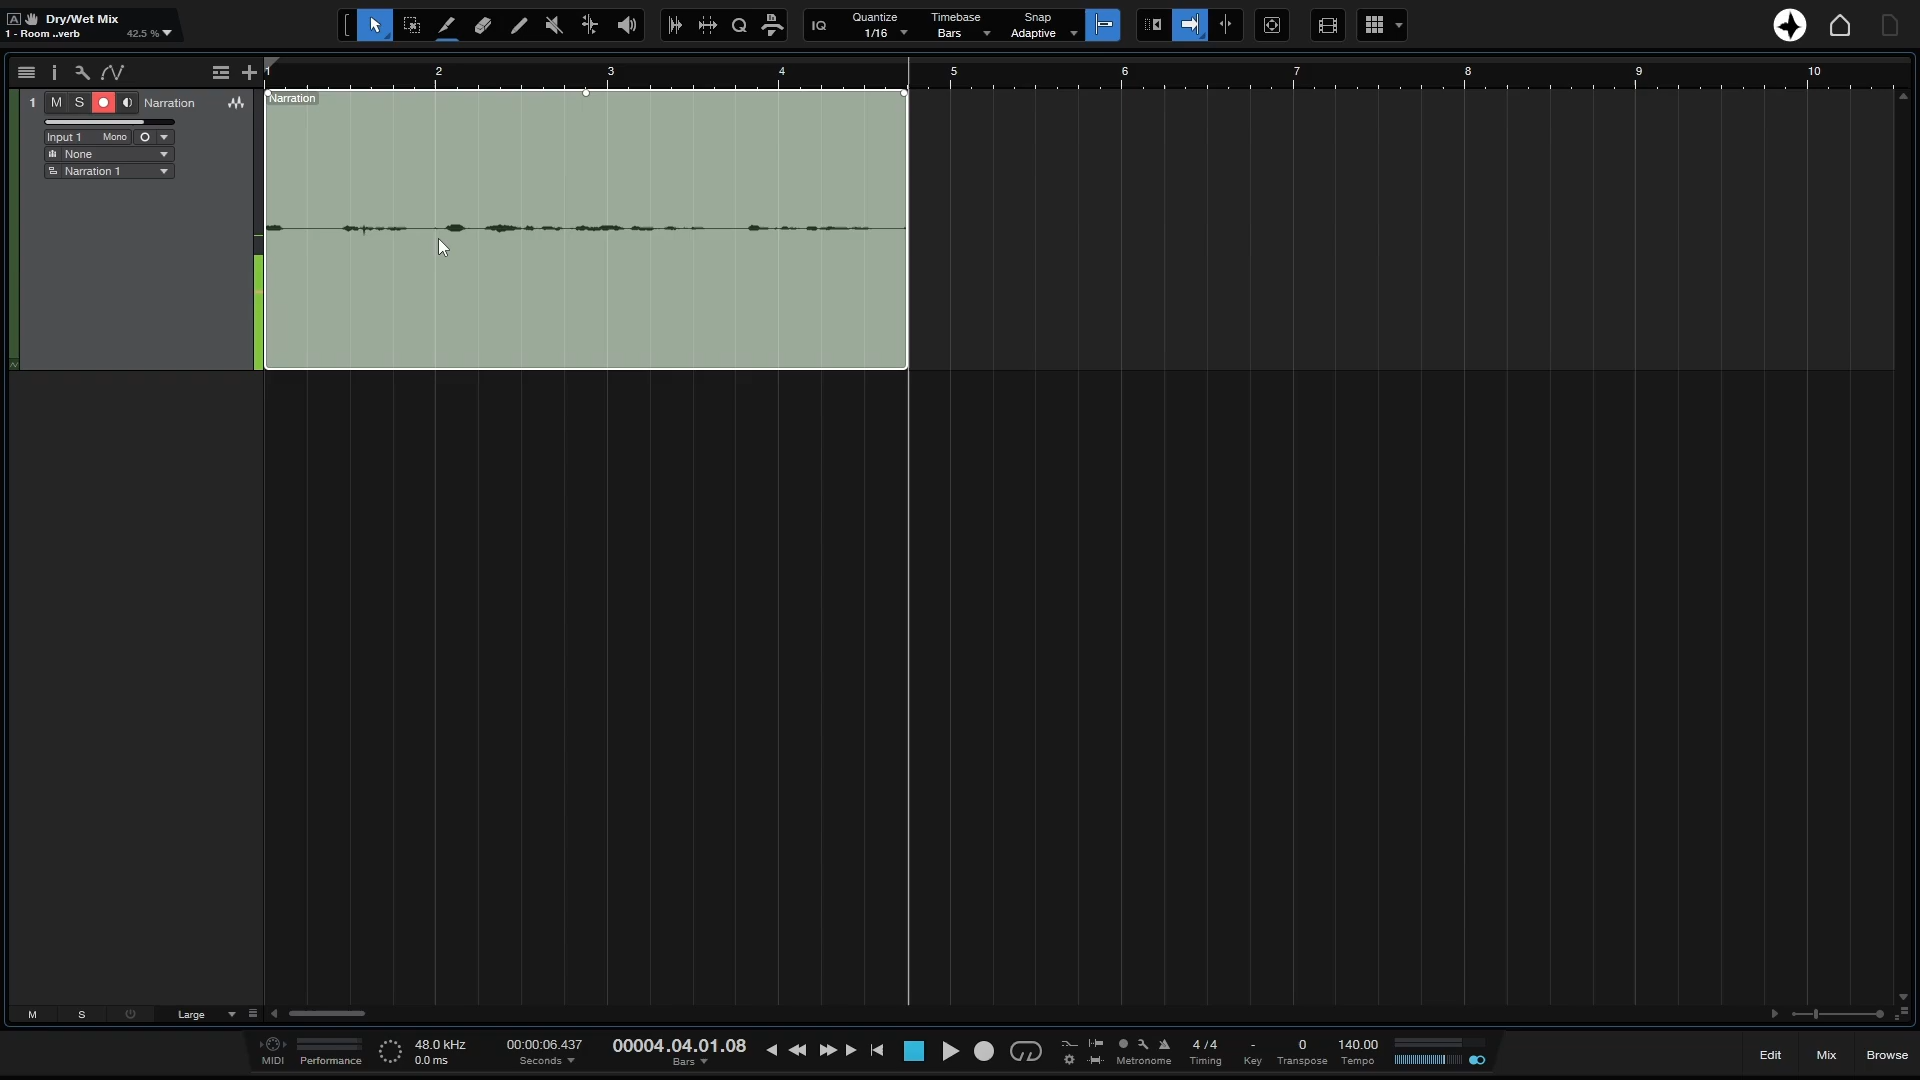 A Dry/Wet Mix
1 - Room ..verb 42.5 %
IQ Quantize 1/16 Timebase Bars Snap Adaptive
1 2 3 4 5 6 7 8 9 10
1 M S Narration
Input 1 Mono
None
Narration 1
Narration
M S Large
MIDI Performance
48.0 kHz
0.0 ms
00:00:06.437
Seconds
00004.04.01.08
Bars
Metronome
4 / 4
Timing
-
Key
0
Transpose
140.00
Tempo
Edit Mix Browse